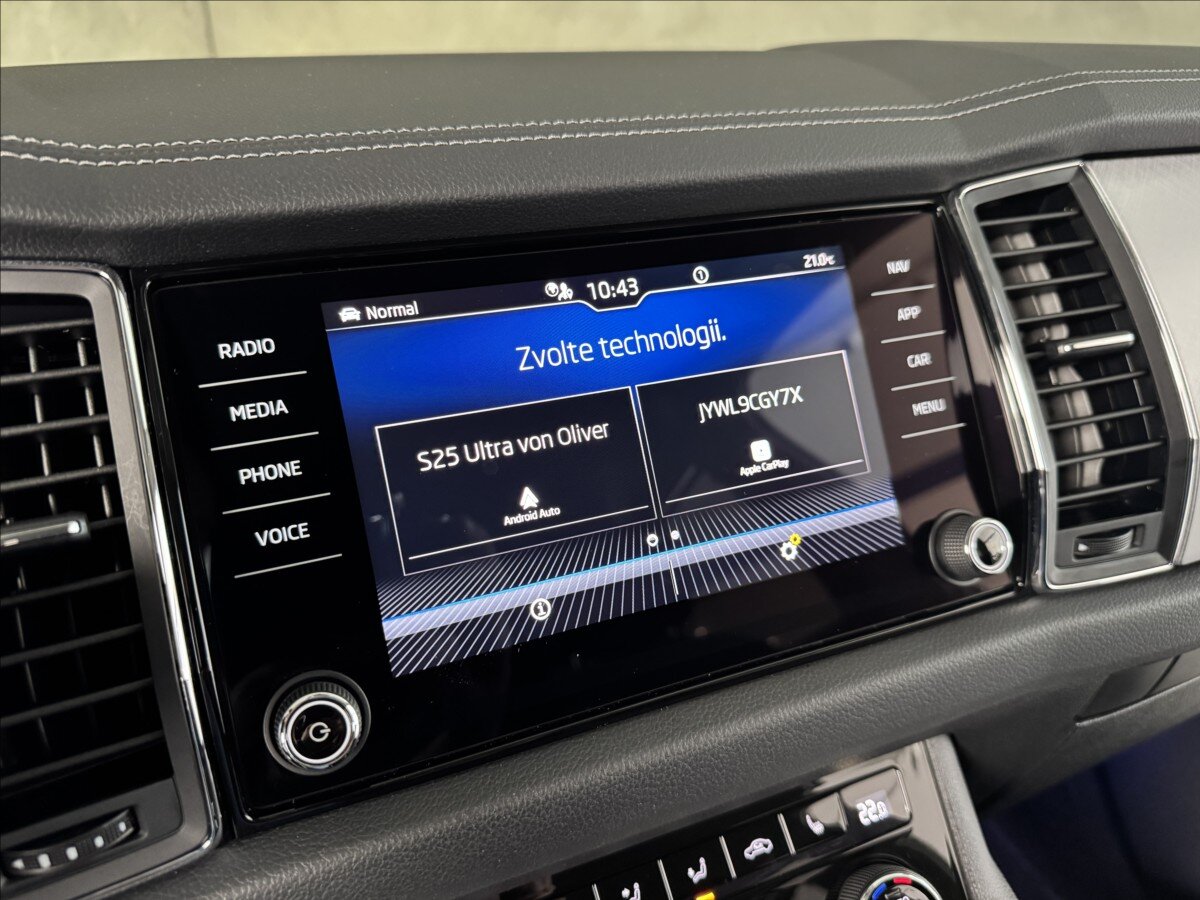 Normal
10:43
21.0°C
Zvolte technologii.
S25 Ultra von Oliver
Android Auto
JYWL9CGY7X
Apple CarPlay
RADIO
MEDIA
PHONE
VOICE
NAV
APP
CAR
MENU
22.0